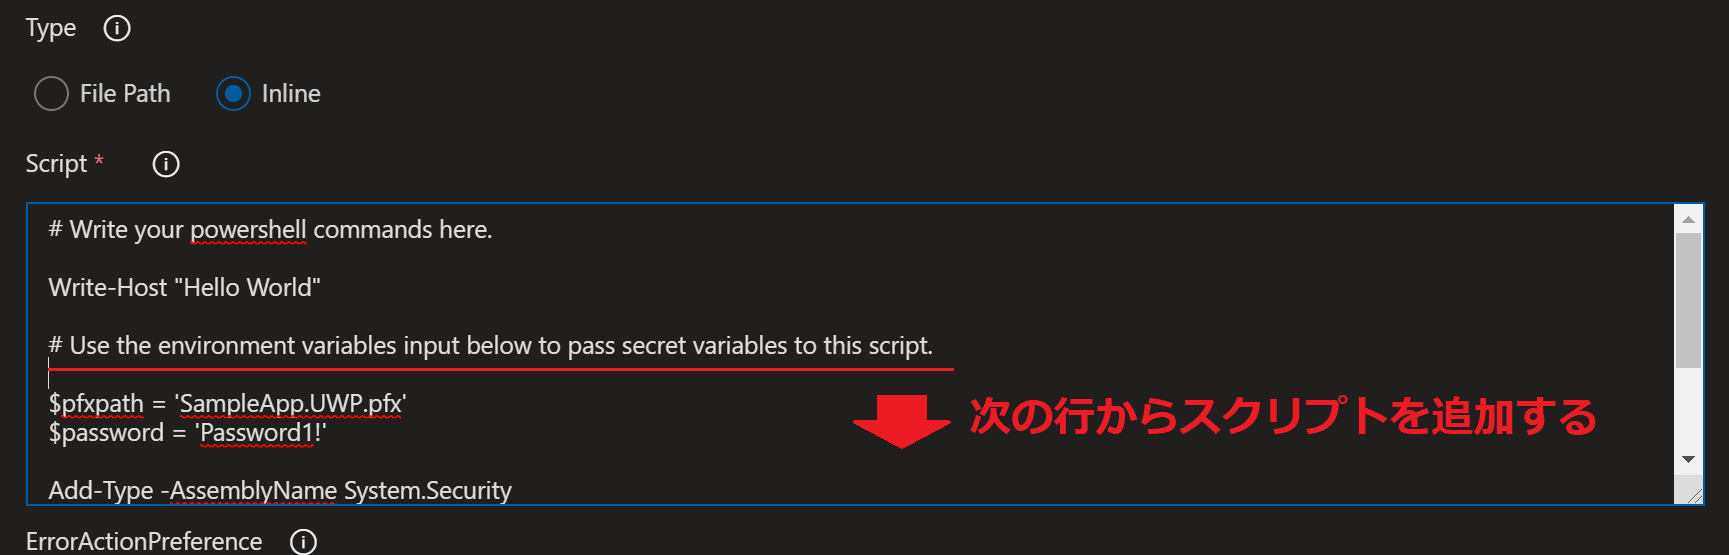 Type
File Path
Inline
Script *
# Write your powershell commands here.
Write-Host "Hello World"
# Use the environment variables input below to pass secret variables to this script.
$pfxpath = 'SampleApp.UWP.pfx'
$password = 'Password1!'
次の行からスクリプトを追加する
Add-Type -AssemblyName System.Security
ErrorActionPreference